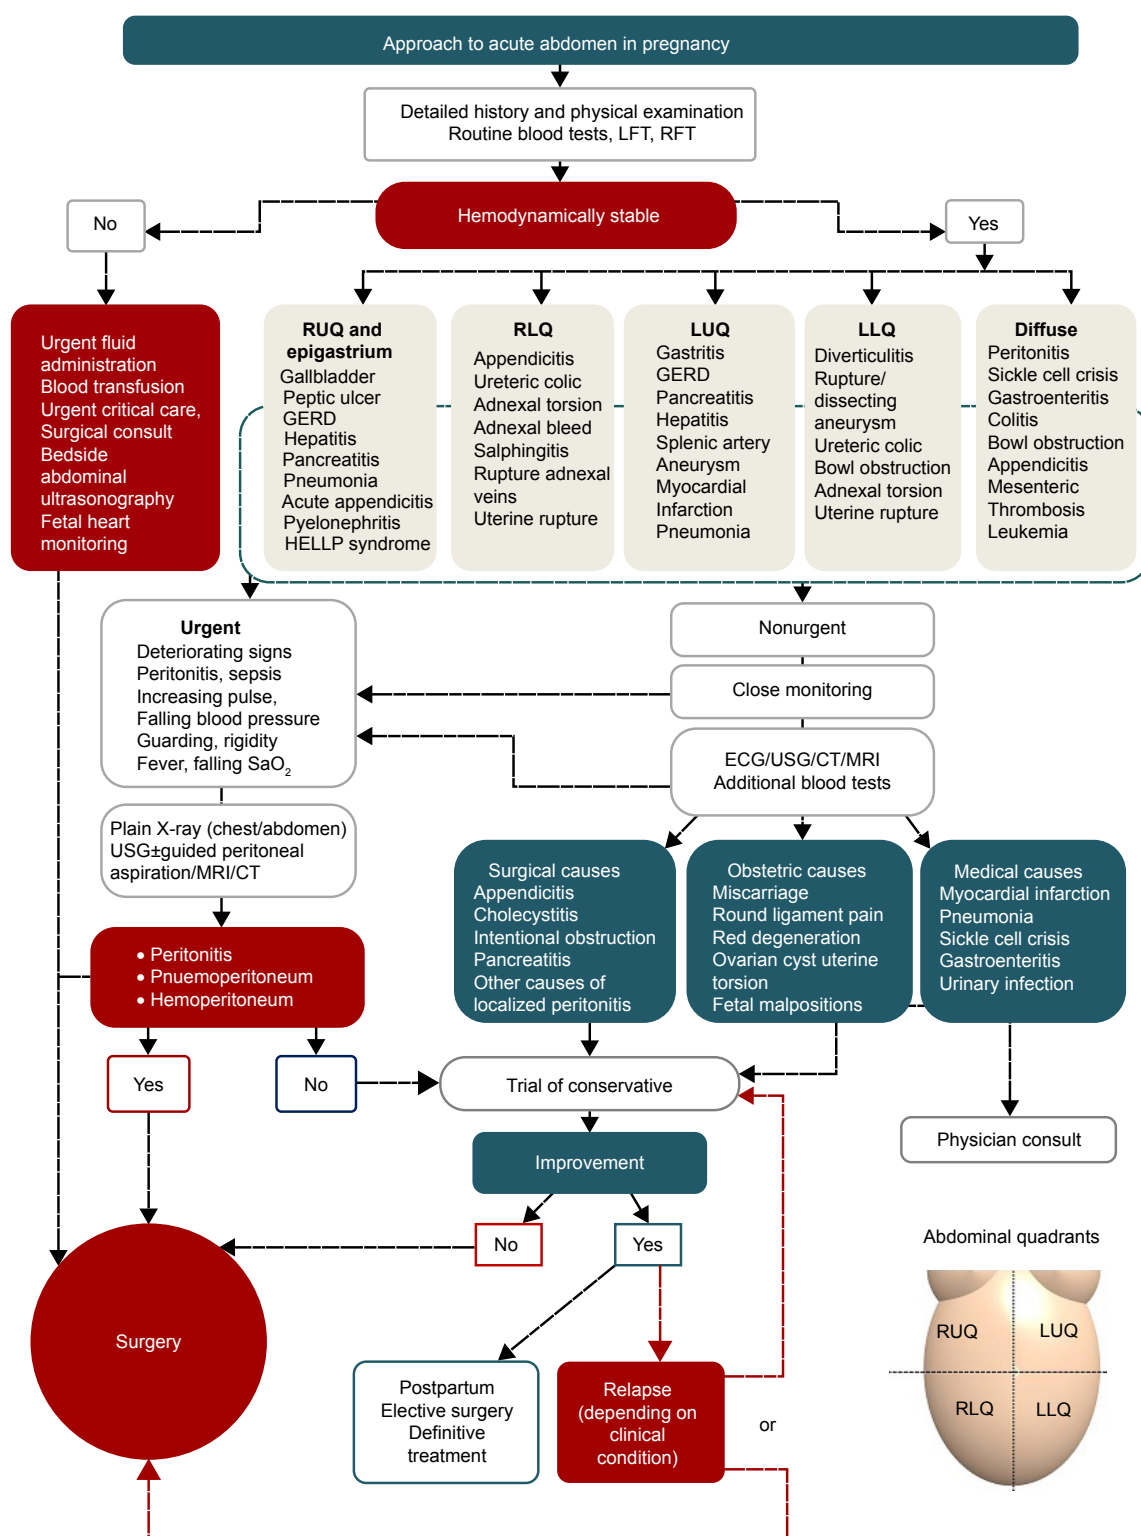 Approach to acute abdomen in pregnancy
Detailed history and physical examination
Routine blood tests, LFT, RFT
Hemodynamically stable
No
Yes
Urgent fluid
administration
Blood transfusion
Urgent critical care,
Surgical consult
Bedside
abdominal
ultrasonography
Fetal heart
monitoring
RUQ and
epigastrium
Gallbladder
Peptic ulcer
GERD
Hepatitis
Pancreatitis
Pneumonia
Acute appendicitis
Pyelonephritis
HELLP syndrome
RLQ
Appendicitis
Ureteric colic
Adnexal torsion
Adnexal bleed
Salphingitis
Rupture adnexal
veins
Uterine rupture
LUQ
Gastritis
GERD
Pancreatitis
Hepatitis
Splenic artery
Aneurysm
Myocardial
Infarction
Pneumonia
LLQ
Diverticulitis
Rupture/
dissecting
aneurysm
Ureteric colic
Bowl obstruction
Adnexal torsion
Uterine rupture
Diffuse
Peritonitis
Sickle cell crisis
Gastroenteritis
Colitis
Bowl obstruction
Appendicitis
Mesenteric
Thrombosis
Leukemia
Urgent
Deteriorating signs
Peritonitis, sepsis
Increasing pulse,
Falling blood pressure
Guarding, rigidity
Fever, falling SaO₂
Nonurgent
Close monitoring
ECG/USG/CT/MRI
Additional blood tests
Plain X-ray (chest/abdomen)
USG±guided peritoneal
aspiration/MRI/CT
Surgical causes
Appendicitis
Cholecystitis
Intentional obstruction
Pancreatitis
Other causes of
localized peritonitis
Obstetric causes
Miscarriage
Round ligament pain
Red degeneration
Ovarian cyst uterine
torsion
Fetal malpositions
Medical causes
Myocardial infarction
Pneumonia
Sickle cell crisis
Gastroenteritis
Urinary infection
• Peritonitis
• Pnuemoperitoneum
• Hemoperitoneum
Yes
No
Trial of conservative
Physician consult
Improvement
No
Yes
Surgery
Postpartum
Elective surgery
Definitive
treatment
Relapse
(depending on
clinical
condition)
or
Abdominal quadrants
RUQ
LUQ
RLQ
LLQ